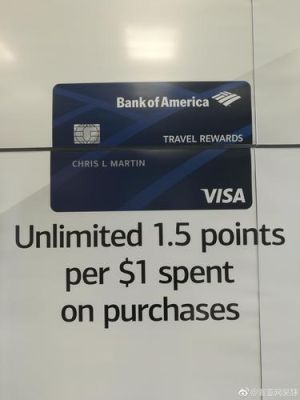 Bank of America
TRAVEL REWARDS
CHRIS L MARTIN
VISA
Unlimited 1.5 points
per $1 spent
on purchases